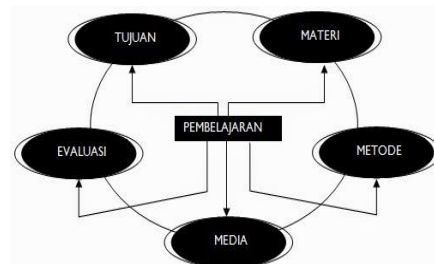 TUJUAN
MATERI
PEMBELAJARAN
EVALUASI
METODE
MEDIA